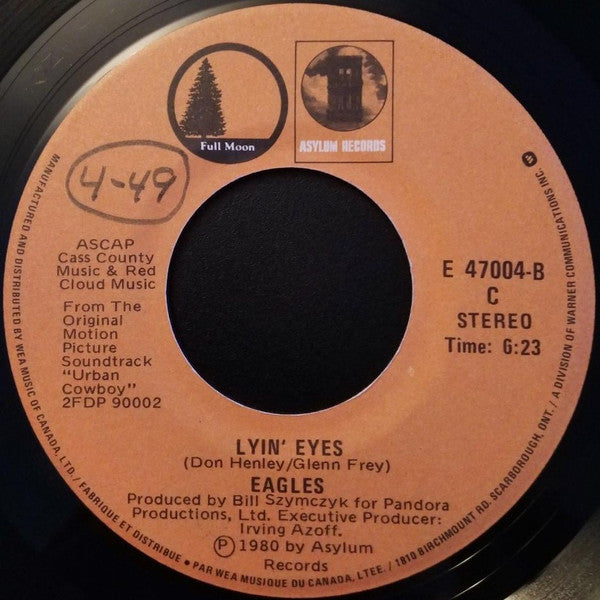 Full Moon
ASYLUM RECORDS
4-49
ASCAP
Cass County
Music & Red
Cloud Music
From The
Original
Motion
Picture
Soundtrack
"Urban
Cowboy"
2FDP 90002
E 47004-B
C
STEREO
Time: 6:23
LYIN' EYES
(Don Henley/Glenn Frey)
EAGLES
Produced by Bill Szymczyk for Pandora
Productions, Ltd. Executive Producer:
Irving Azoff.
Ⓟ 1980 by Asylum
Records
MANUFACTURED AND DISTRIBUTED BY WEA MUSIC OF CANADA, LTD. / FABRIQUE ET DISTRIBUE • PAR WEA MUSIQUE DU CANADA, LTEE. / 1810 BIRCHMOUNT RD. SCARBOROUGH, ONT. / A DIVISION OF WARNER COMMUNICATIONS INC.